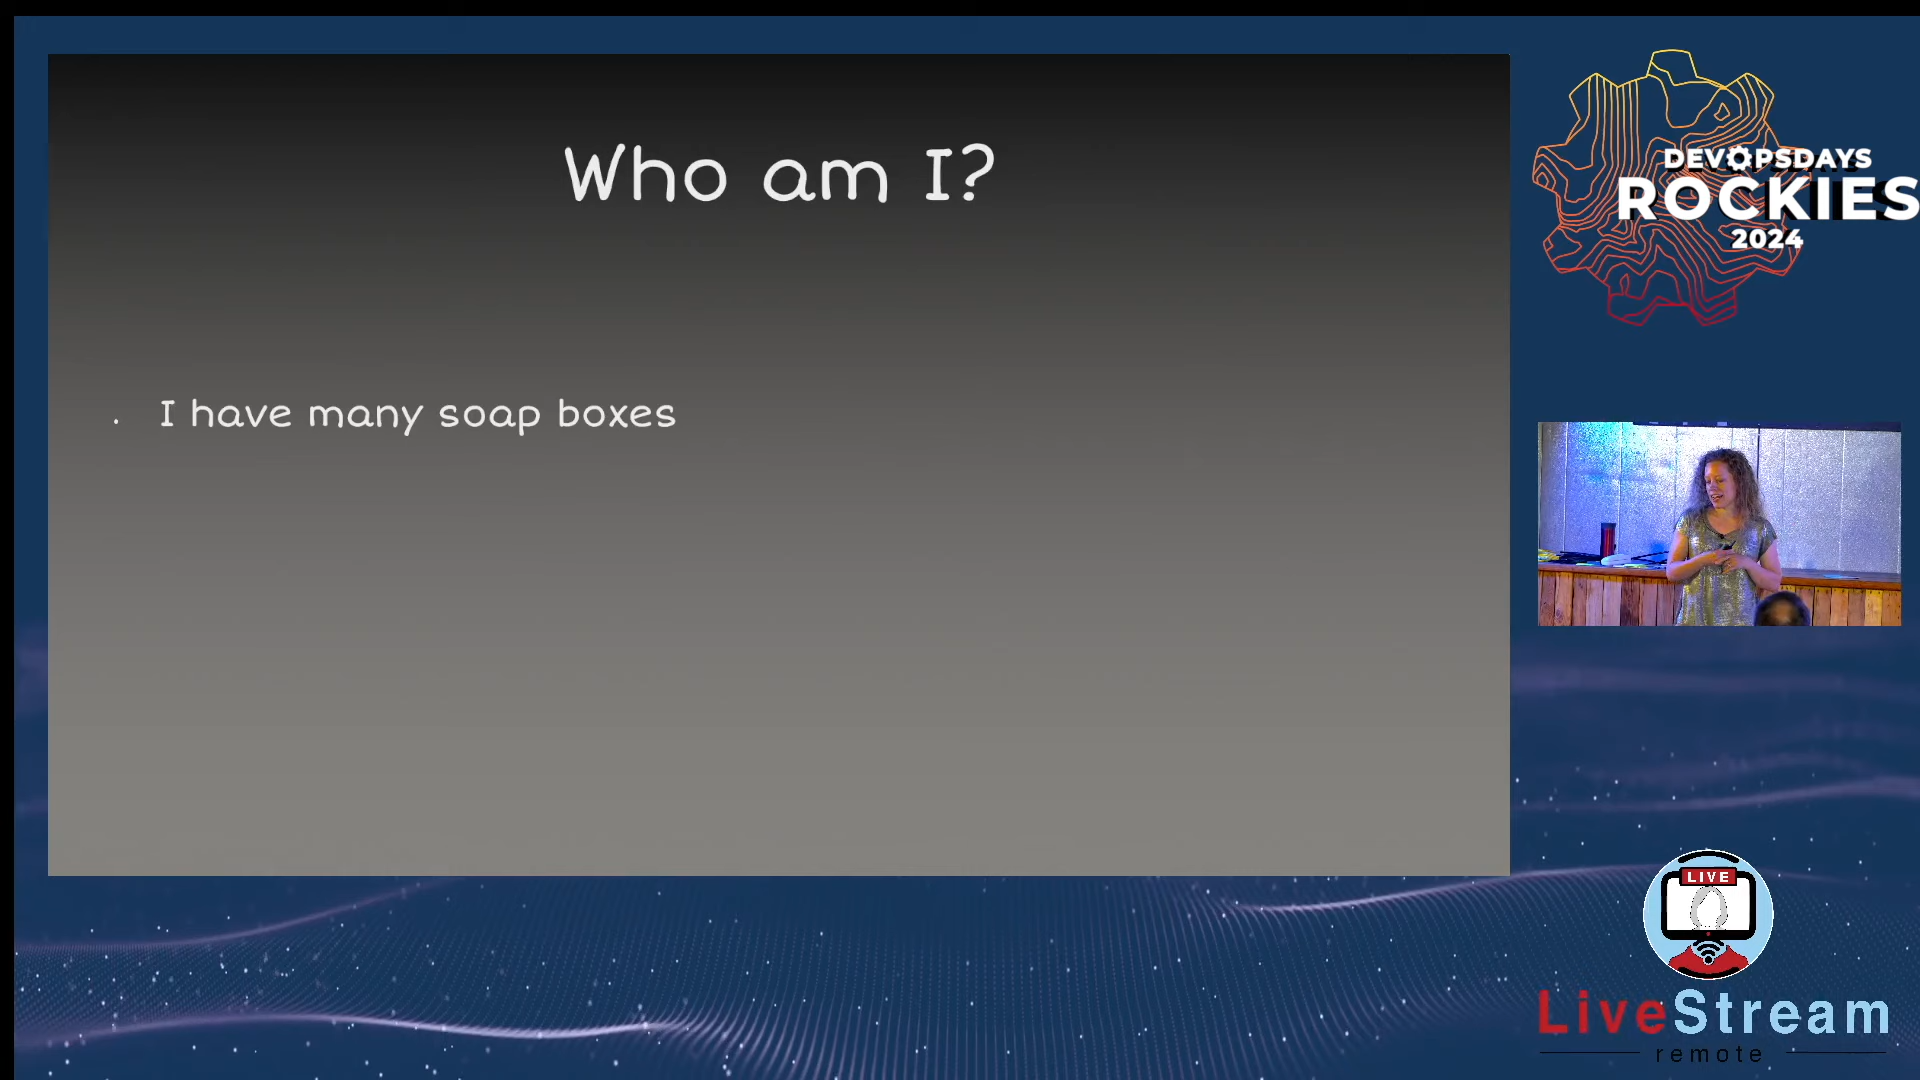 Who am I?
. I have many soap boxes
DEVOPSDAYS
ROCKIES
2024
LIVE
LiveStream
remote